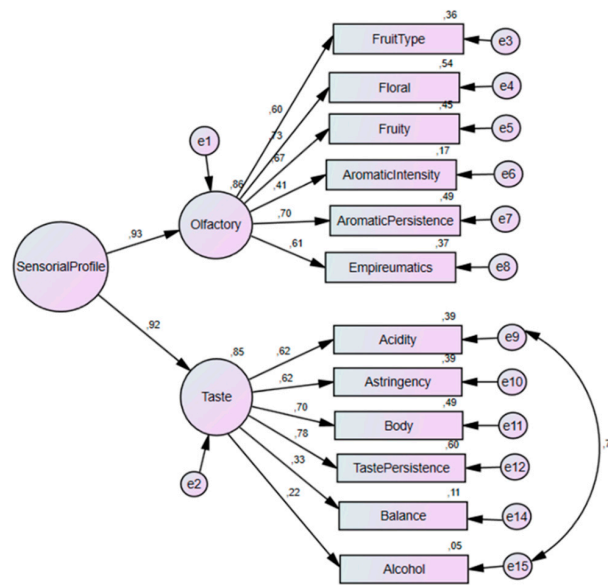 ,36
FruitType
e3
,54
,60
Floral
e4
,45
,73
Fruity
e5
e1
,67
,17
,86
,41
AromaticIntensity
e6
,49
Olfactory
,70
AromaticPersistence
e7
,93
,61
,37
Empireumatics
e8
SensorialProfile
,92
,39
Acidity
e9
,85
,62
,39
,62
Astringency
e10
Taste
,70
,49
Body
e11
,78
,60
TastePersistence
e12
,33
,11
e2
,22
Balance
e14
,05
Alcohol
e15